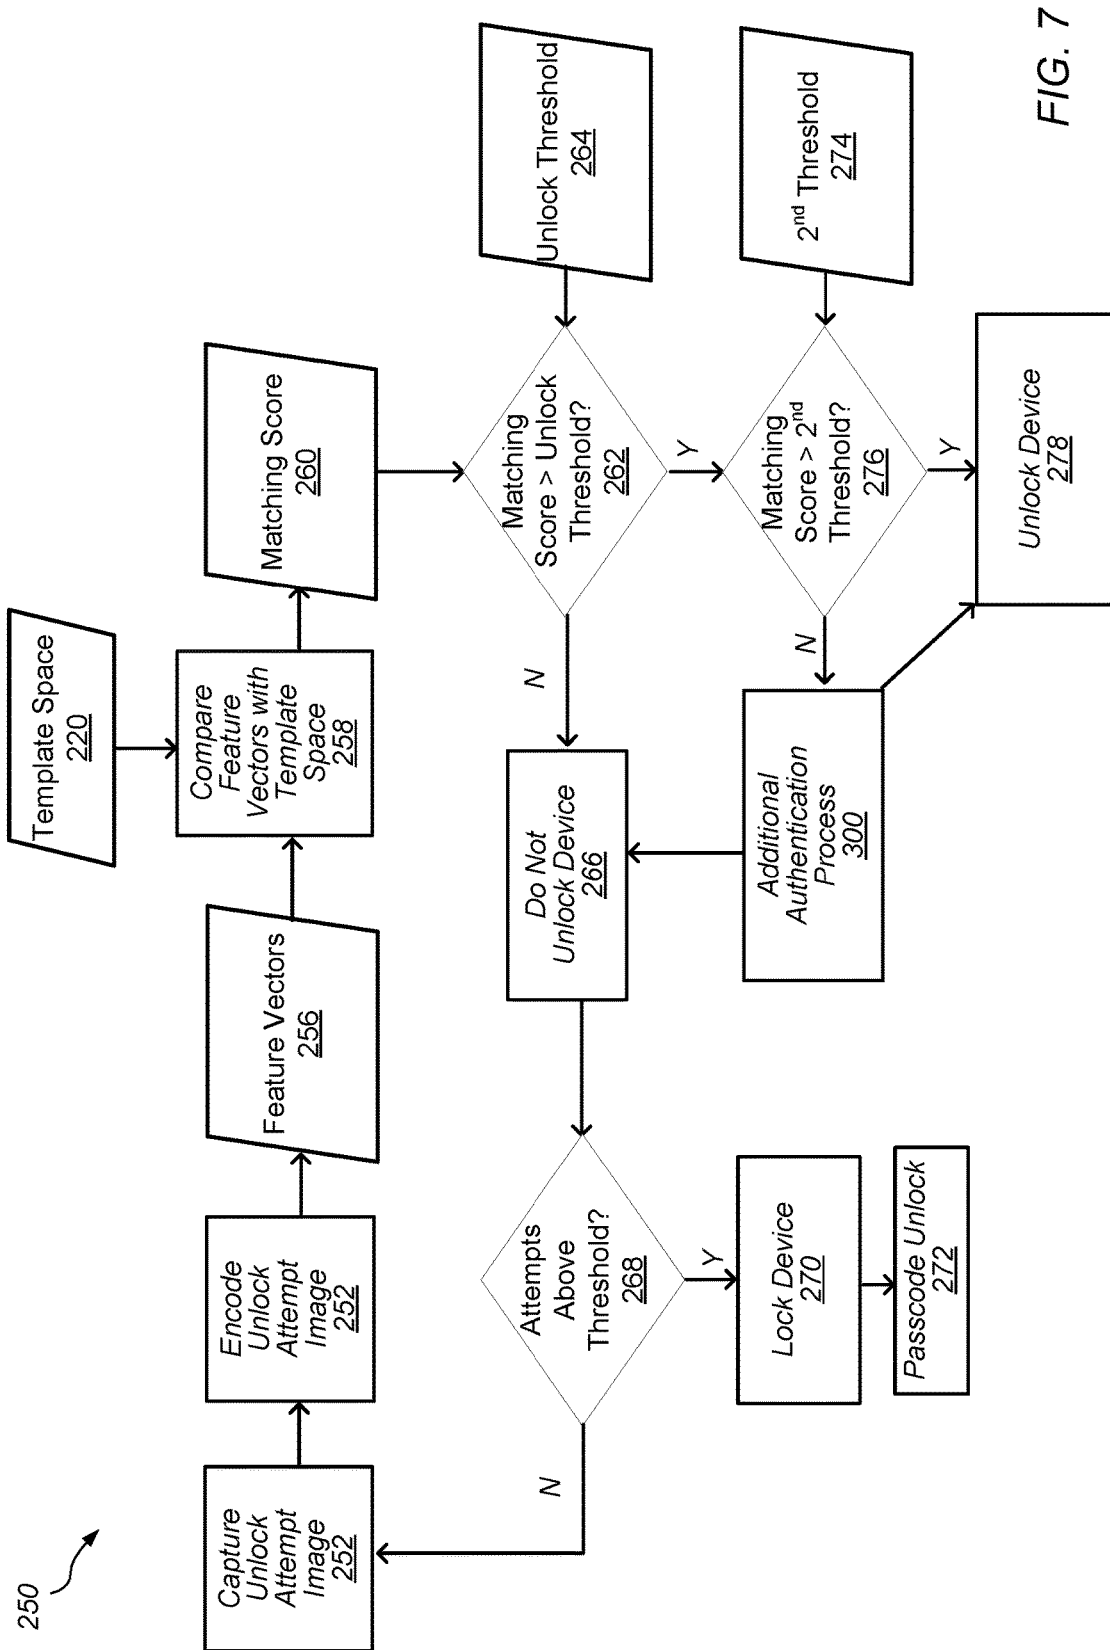 250
Capture
Unlock
Attempt
Image
252
Encode
Unlock
Attempt
Image
252
Feature Vectors
256
Template Space
220
Compare
Feature
Vectors with
Template
Space
258
Matching Score
260
Unlock Threshold
264
Matching
Score > Unlock
Threshold?
262
N
Y
Do Not
Unlock Device
266
Attempts
Above
Threshold?
268
N
Y
Lock Device
270
Passcode Unlock
272
2nd Threshold
274
Matching
Score > 2nd
Threshold?
276
N
Y
Additional
Authentication
Process
300
Unlock Device
278
FIG. 7